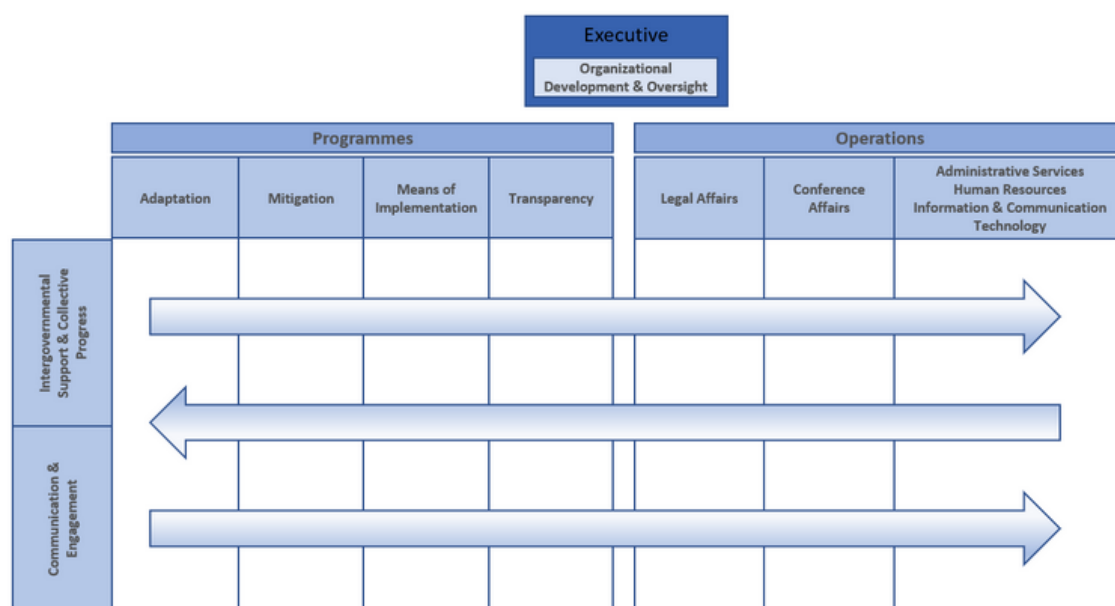 Executive
Organizational
Development & Oversight
Programmes
Operations
Adaptation
Mitigation
Means of
Implementation
Transparency
Legal Affairs
Conference
Affairs
Administrative Services
Human Resources
Information & Communication
Technology
Intergovernmental
Support & Collective
Progress
Communication &
Engagement